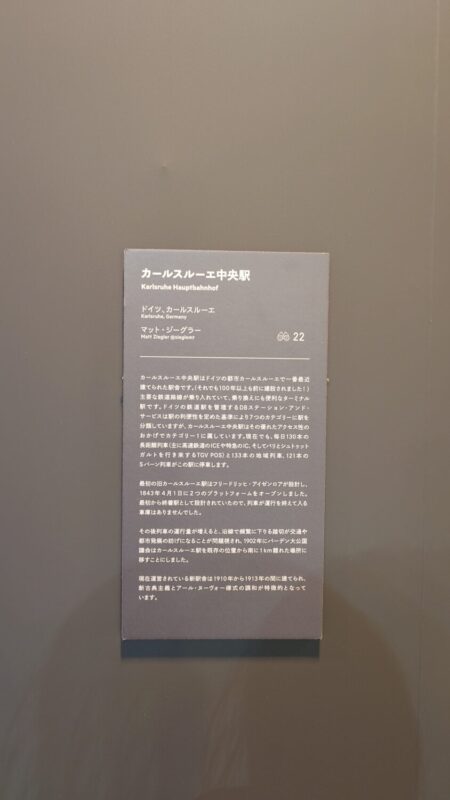 カールスルーエ中央駅
Karlsruhe Hauptbahnhof
ドイツ、カールスルーエ
Karlsruhe, Germany
マット・ジーグラー
Matt Ziegler @zieglemr
22
カールスルーエ中央駅はドイツの都市カールスルーエで一番最近
建てられた駅舎です。(それでも100年以上も前に建設されました!)
主要な鉄道路線が乗り入れていて、乗り換えにも便利なターミナル
駅です。ドイツの鉄道駅を管理するDBステーション・アンド・
サービスは駅の利便性を定めた基準により7つのカテゴリーに駅を
分類していますが、カールスルーエ中央駅はその優れたアクセス性の
おかげでカテゴリー1に属しています。現在でも、毎日130本の
長距離列車(主に高速鉄道のICEや特急のIC、そしてパリとシュトゥット
ガルトを行き来するTGV POS)と133本の地域列車、121本の
Sバーン列車がこの駅に停車します。
最初の旧カールスルーエ駅はフリードリッヒ・アイゼンロアが設計し、
1843年4月1日に2つのプラットフォームをオープンしました。
最初から終着駅として設計されていたので、列車が運行を終えて入る
車庫はありませんでした。
その後列車の運行量が増えると、沿線で頻繁に下りる踏切が交通や
都市発展の妨げになることが問題視され、1902年にバーデン大公国
議会はカールスルーエ駅を既存の位置から南に1km離れた場所に
移すことにしました。
現在運営されている新駅舎は1910年から1913年の間に建てられ、
新古典主義とアール・ヌーヴォー様式の調和が特徴的となって
います。